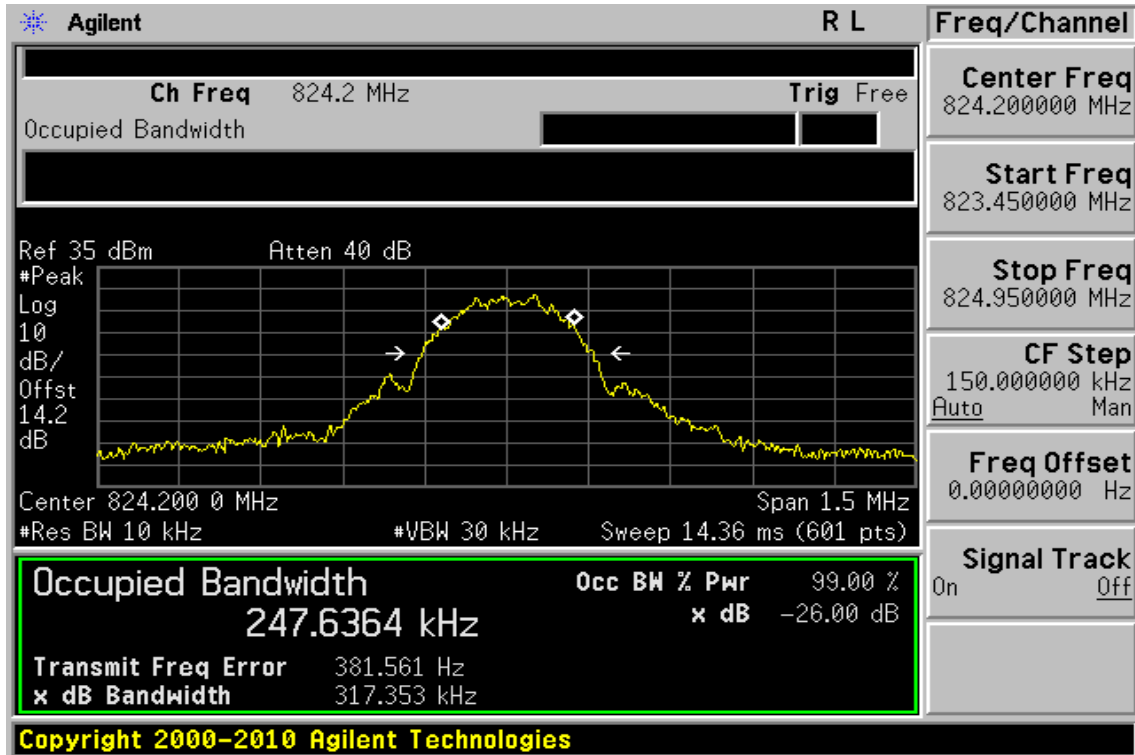 Agilent R L Freq/Channel
Ch Freq 824.2 MHz Trig Free
Occupied Bandwidth
Center Freq
824.200000 MHz
Start Freq
823.450000 MHz
Stop Freq
824.950000 MHz
CF Step
150.000000 kHz
Auto Man
Freq Offset
0.00000000 Hz
Signal Track
On Off
Ref 35 dBm Atten 40 dB
#Peak
Log
10
dB/
Offst
14.2
dB
Center 824.200 0 MHz Span 1.5 MHz
#Res BW 10 kHz #VBW 30 kHz Sweep 14.36 ms (601 pts)
Occupied Bandwidth Occ BW % Pwr 99.00 %
247.6364 kHz x dB -26.00 dB
Transmit Freq Error 381.561 Hz
x dB Bandwidth 317.353 kHz
Copyright 2000-2010 Agilent Technologies